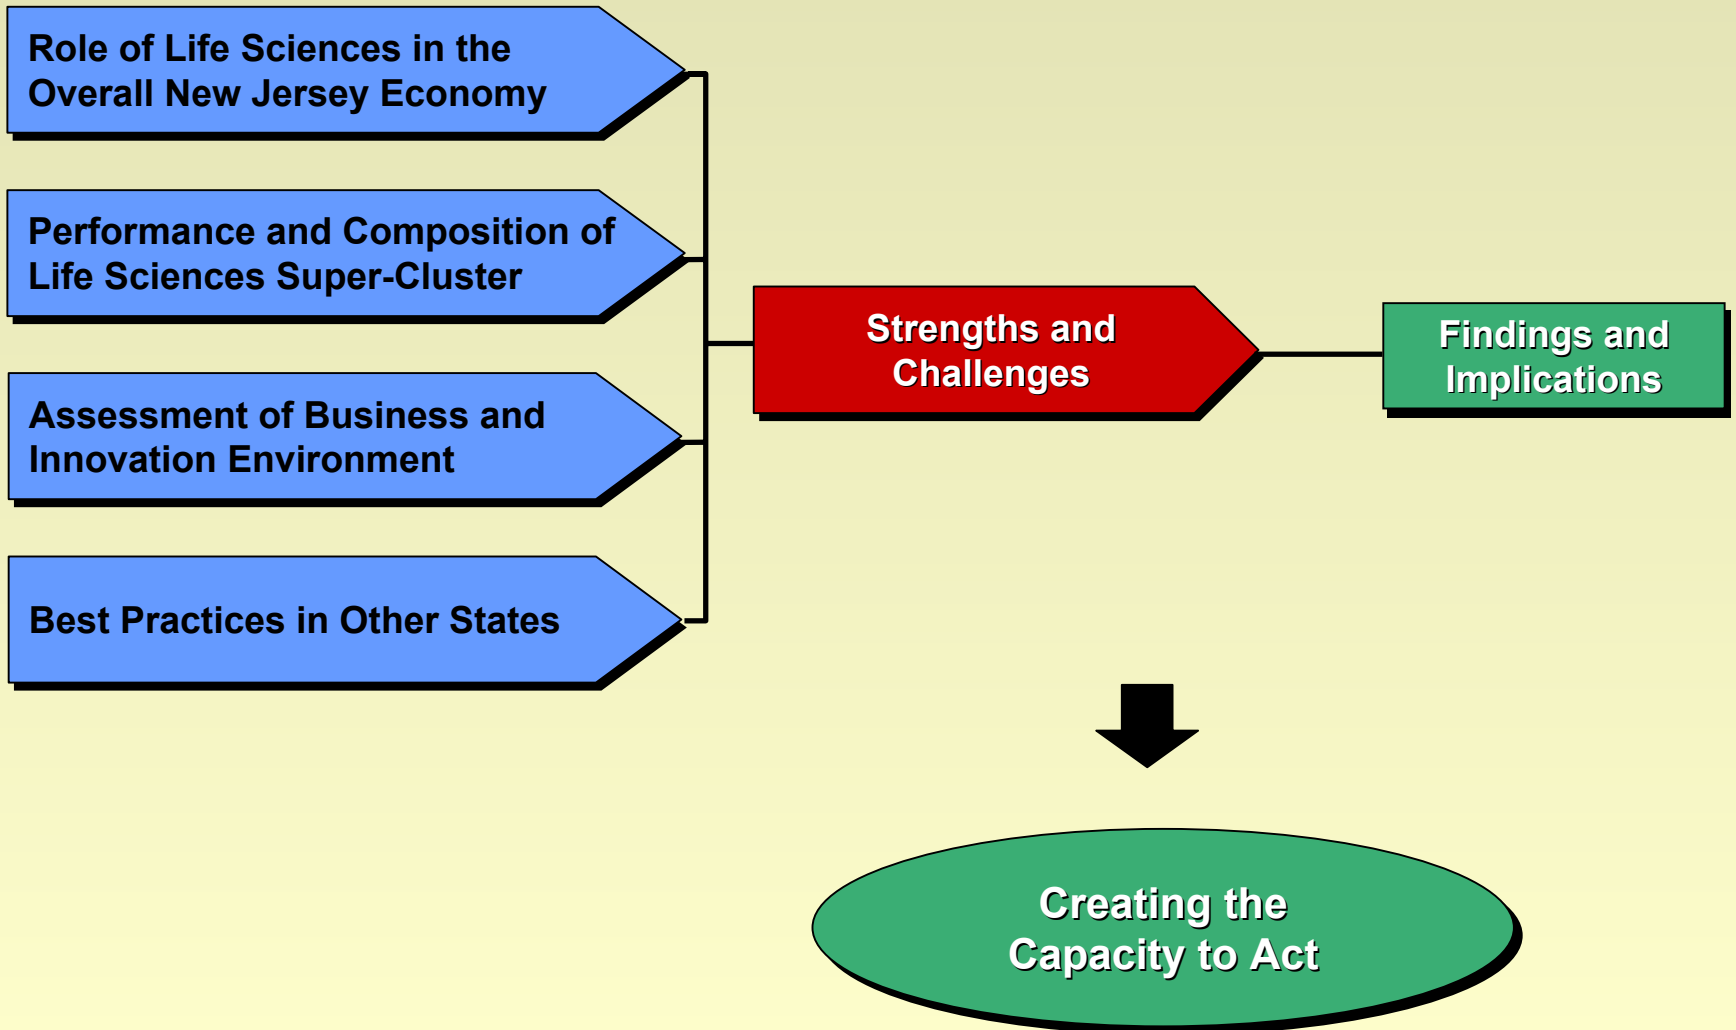 Role of Life Sciences in the
Overall New Jersey Economy
Performance and Composition of
Life Sciences Super-Cluster
Assessment of Business and
Innovation Environment
Best Practices in Other States
Strengths and
Challenges
Findings and
Implications
Creating the
Capacity to Act